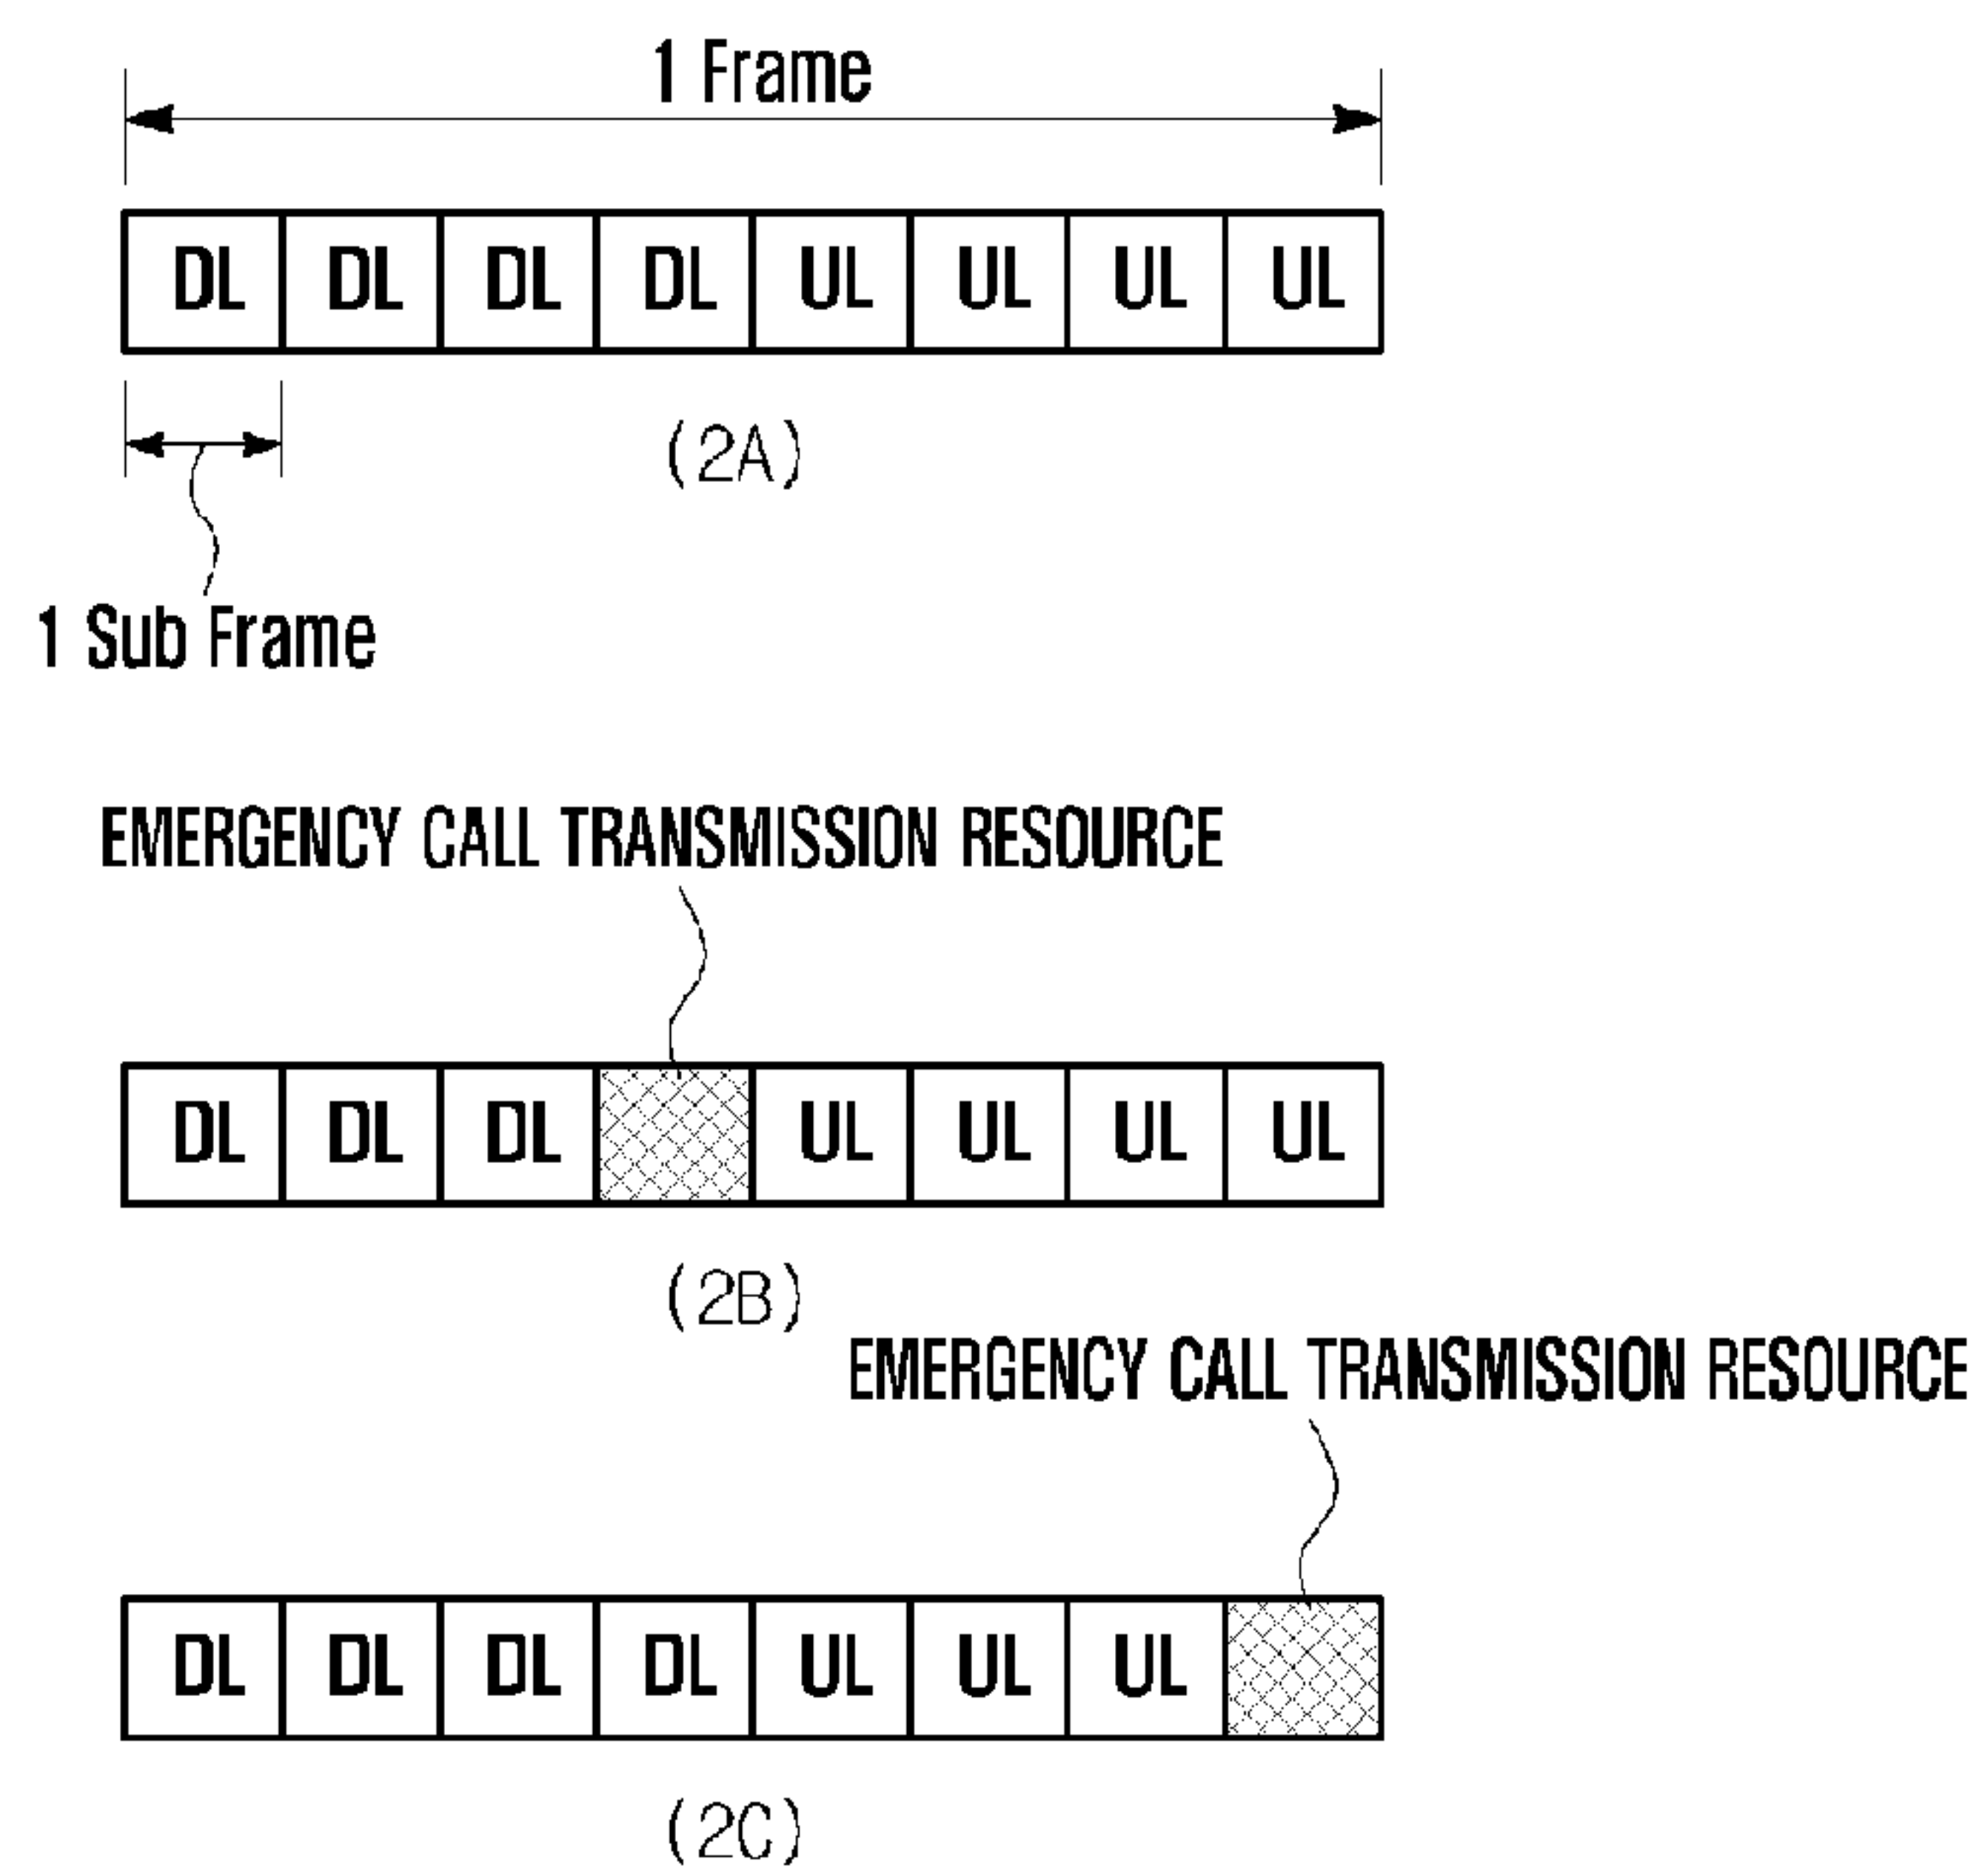 1 Frame
DL DL DL DL UL UL UL UL
(2A)
1 Sub Frame
EMERGENCY CALL TRANSMISSION RESOURCE
DL DL DL UL UL UL UL
(2B)
EMERGENCY CALL TRANSMISSION RESOURCE
DL DL DL DL UL UL UL
(2C)